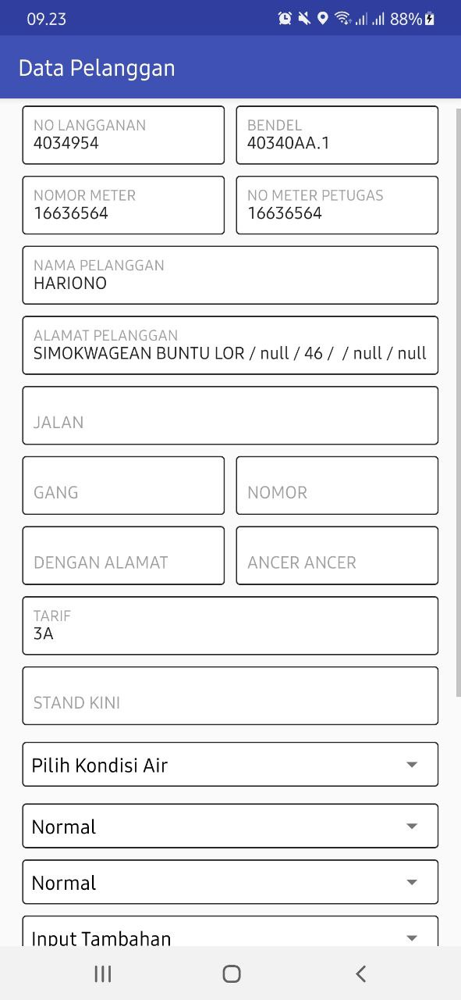 09.23 88%
Data Pelanggan
NO LANGGANAN BENDEL
4034954 40340AA.1
NOMOR METER NO METER PETUGAS
16636564 16636564
NAMA PELANGGAN
HARIONO
ALAMAT PELANGGAN
SIMOKWAGEAN BUNTU LOR / null / 46 /  / null / null
JALAN
GANG NOMOR
DENGAN ALAMAT ANCER ANCER
TARIF
3A
STAND KINI
Pilih Kondisi Air
Normal
Normal
Input Tambahan